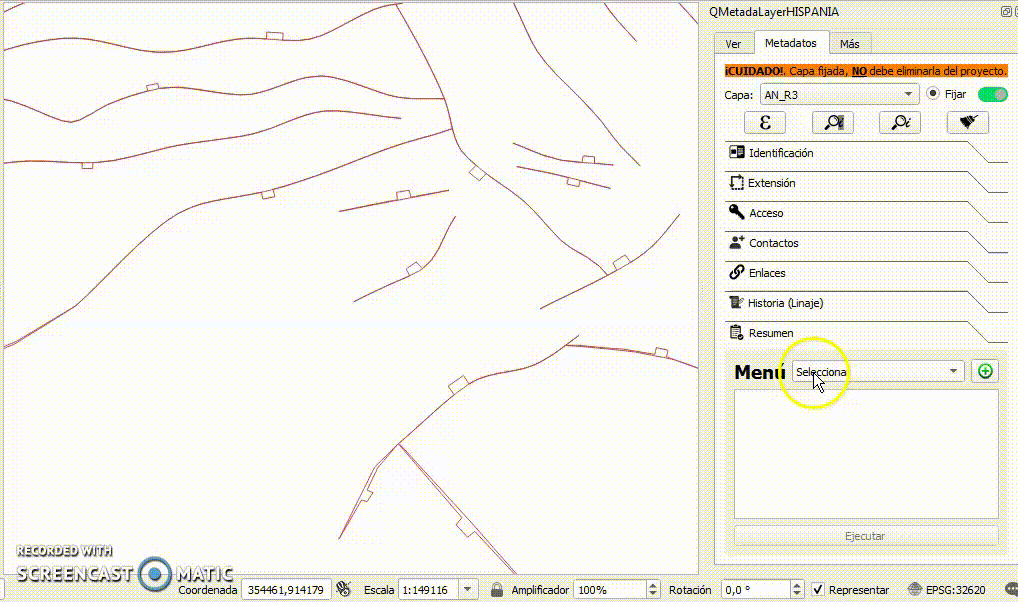 QMetadaLayerHISPANIA
Ver Metadatos Más
¡CUIDADO!. Capa fijada, NO debe eliminarla del proyecto.
Capa: AN_R3 Fijar
ε
Identificación
Extensión
Acceso
Contactos
Enlaces
Historia (Linaje)
Resumen
Menú Selecciona
Ejecutar
RECORDED WITH
SCREENCAST MATIC
Coordenada 354461,914179 Escala 1:149116 Amplificador 100% Rotación 0,0 ° Representar EPSG:32620